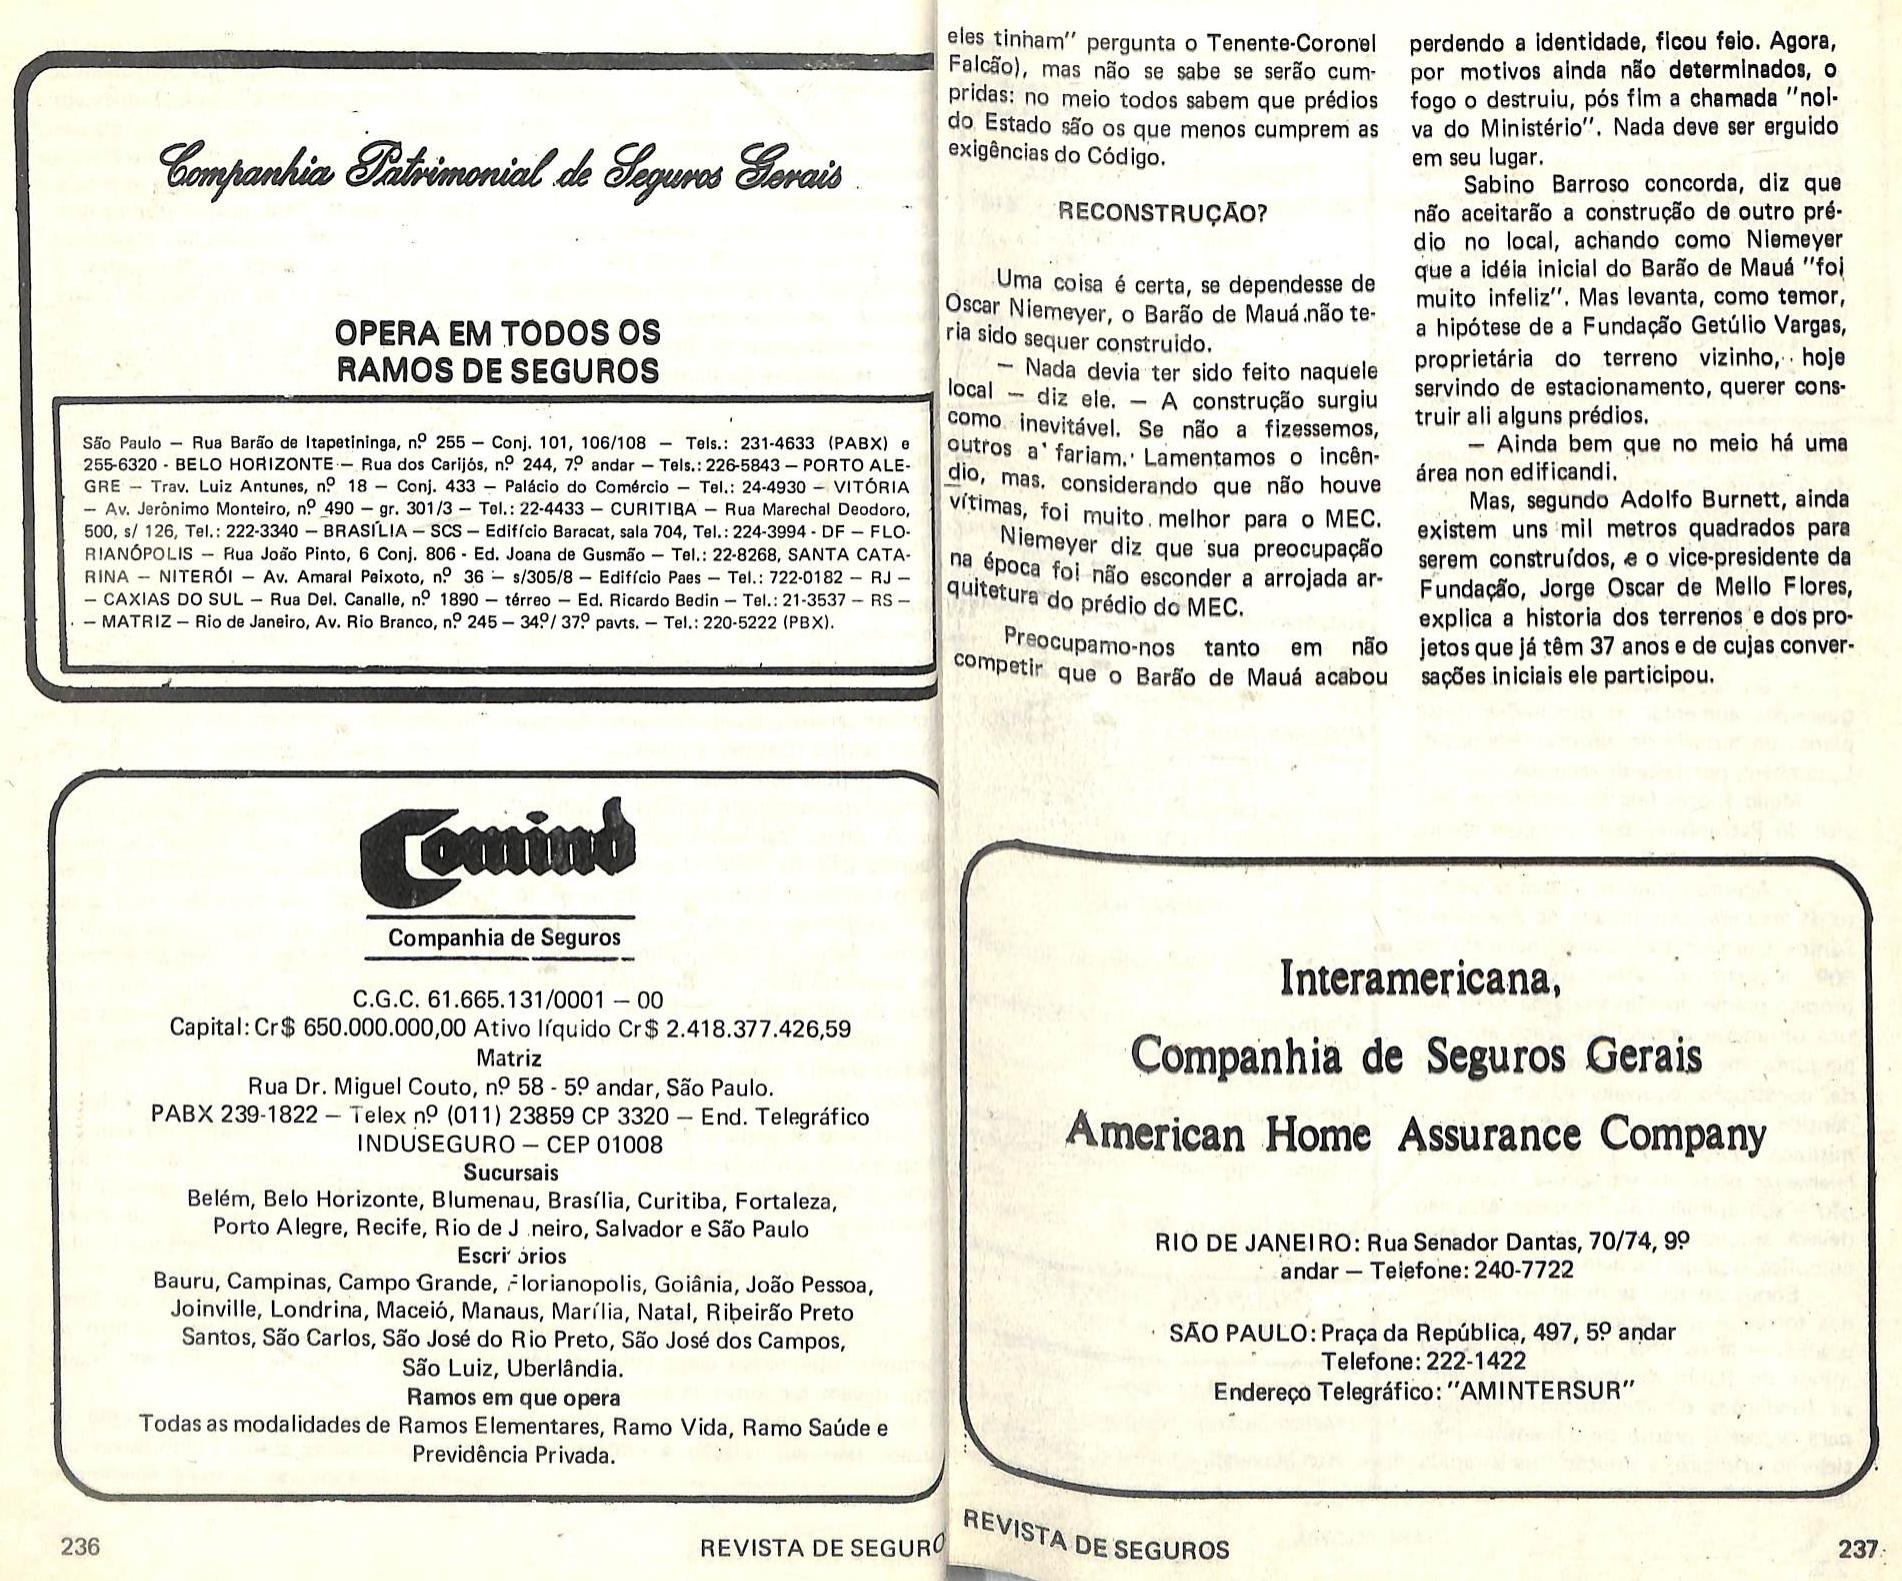 Companhia Patrimonial de Seguros Gerais
OPERA EM TODOS OS
RAMOS DE SEGUROS
São Paulo — Rua Barão de Itapetininga, nº 255 — Conj. 101, 106/108 — Tels.: 231-4633 (PABX) e
255-6320 - BELO HORIZONTE — Rua dos Carijós, nº 244, 7º andar — Tels.: 226-5843 — PORTO ALE-
GRE — Trav. Luiz Antunes, nº 18 — Conj. 433 — Palácio do Comércio — Tel.: 24-4930 — VITÓRIA
— Av. Jerônimo Monteiro, nº 490 — gr. 301/3 — Tel.: 22-4433 — CURITIBA — Rua Marechal Deodoro,
500, s/ 126, Tel.: 222-3340 — BRASÍLIA — SCS — Edifício Baracat, sala 704, Tel.: 224-3994 - DF — FLO-
RIANÓPOLIS — Rua João Pinto, 6 Conj. 806 - Ed. Joana de Gusmão — Tel.: 22-8268, SANTA CATA-
RINA — NITERÓI — Av. Amaral Peixoto, nº 36 — s/305/8 — Edifício Paes — Tel.: 722-0182 — RJ —
— CAXIAS DO SUL — Rua Del. Canalle, nº 1890 — térreo — Ed. Ricardo Bedin — Tel.: 21-3537 — RS —
— MATRIZ — Rio de Janeiro, Av. Rio Branco, nº 245 — 34º/ 37º pavts. — Tel.: 220-5222 (PBX).
Comind
Companhia de Seguros
C.G.C. 61.665.131/0001 — 00
Capital: Cr$ 650.000.000,00 Ativo líquido Cr$ 2.418.377.426,59
Matriz
Rua Dr. Miguel Couto, nº 58 - 5º andar, São Paulo.
PABX 239-1822 — Telex nº (011) 23859 CP 3320 — End. Telegráfico
INDUSEGURO — CEP 01008
Sucursais
Belém, Belo Horizonte, Blumenau, Brasília, Curitiba, Fortaleza,
Porto Alegre, Recife, Rio de J neiro, Salvador e São Paulo
Escri órios
Bauru, Campinas, Campo Grande, Florianopolis, Goiânia, João Pessoa,
Joinville, Londrina, Maceió, Manaus, Marília, Natal, Ribeirão Preto
Santos, São Carlos, São José do Rio Preto, São José dos Campos,
São Luiz, Uberlândia.
Ramos em que opera
Todas as modalidades de Ramos Elementares, Ramo Vida, Ramo Saúde e
Previdência Privada.
236
REVISTA DE SEGURO
eles tinham" pergunta o Tenente-Coronel
Falcão), mas não se sabe se serão cum-
pridas: no meio todos sabem que prédios
do Estado são os que menos cumprem as
exigências do Código.
RECONSTRUÇÃO?
Uma coisa é certa, se dependesse de
Oscar Niemeyer, o Barão de Mauá não te-
ria sido sequer construido.
— Nada devia ter sido feito naquele
local — diz ele. — A construção surgiu
como inevitável. Se não a fizessemos,
outros a fariam. Lamentamos o incên-
dio, mas, considerando que não houve
vítimas, foi muito melhor para o MEC.
Niemeyer diz que sua preocupação
na época foi não esconder a arrojada ar-
quitetura do prédio do MEC.
Preocupamo-nos tanto em não
competir que o Barão de Mauá acabou
perdendo a identidade, ficou feio. Agora,
por motivos ainda não determinados, o
fogo o destruiu, pós fim a chamada "noi-
va do Ministério". Nada deve ser erguido
em seu lugar.
Sabino Barroso concorda, diz que
não aceitarão a construção de outro pré-
dio no local, achando como Niemeyer
que a idéia inicial do Barão de Mauá "foi
muito infeliz". Mas levanta, como temor,
a hipótese de a Fundação Getúlio Vargas,
proprietária do terreno vizinho, hoje
servindo de estacionamento, querer cons-
truir ali alguns prédios.
— Ainda bem que no meio há uma
área non edificandi.
Mas, segundo Adolfo Burnett, ainda
existem uns mil metros quadrados para
serem construídos, e o vice-presidente da
Fundação, Jorge Oscar de Mello Flores,
explica a historia dos terrenos e dos pro-
jetos que já têm 37 anos e de cujas conver-
sações iniciais ele participou.
Interamericana,
Companhia de Seguros Gerais
American Home Assurance Company
RIO DE JANEIRO: Rua Senador Dantas, 70/74, 9º
andar — Telefone: 240-7722
SÃO PAULO: Praça da República, 497, 5º andar
Telefone: 222-1422
Endereço Telegráfico: "AMINTERSUR"
REVISTA DE SEGUROS
237